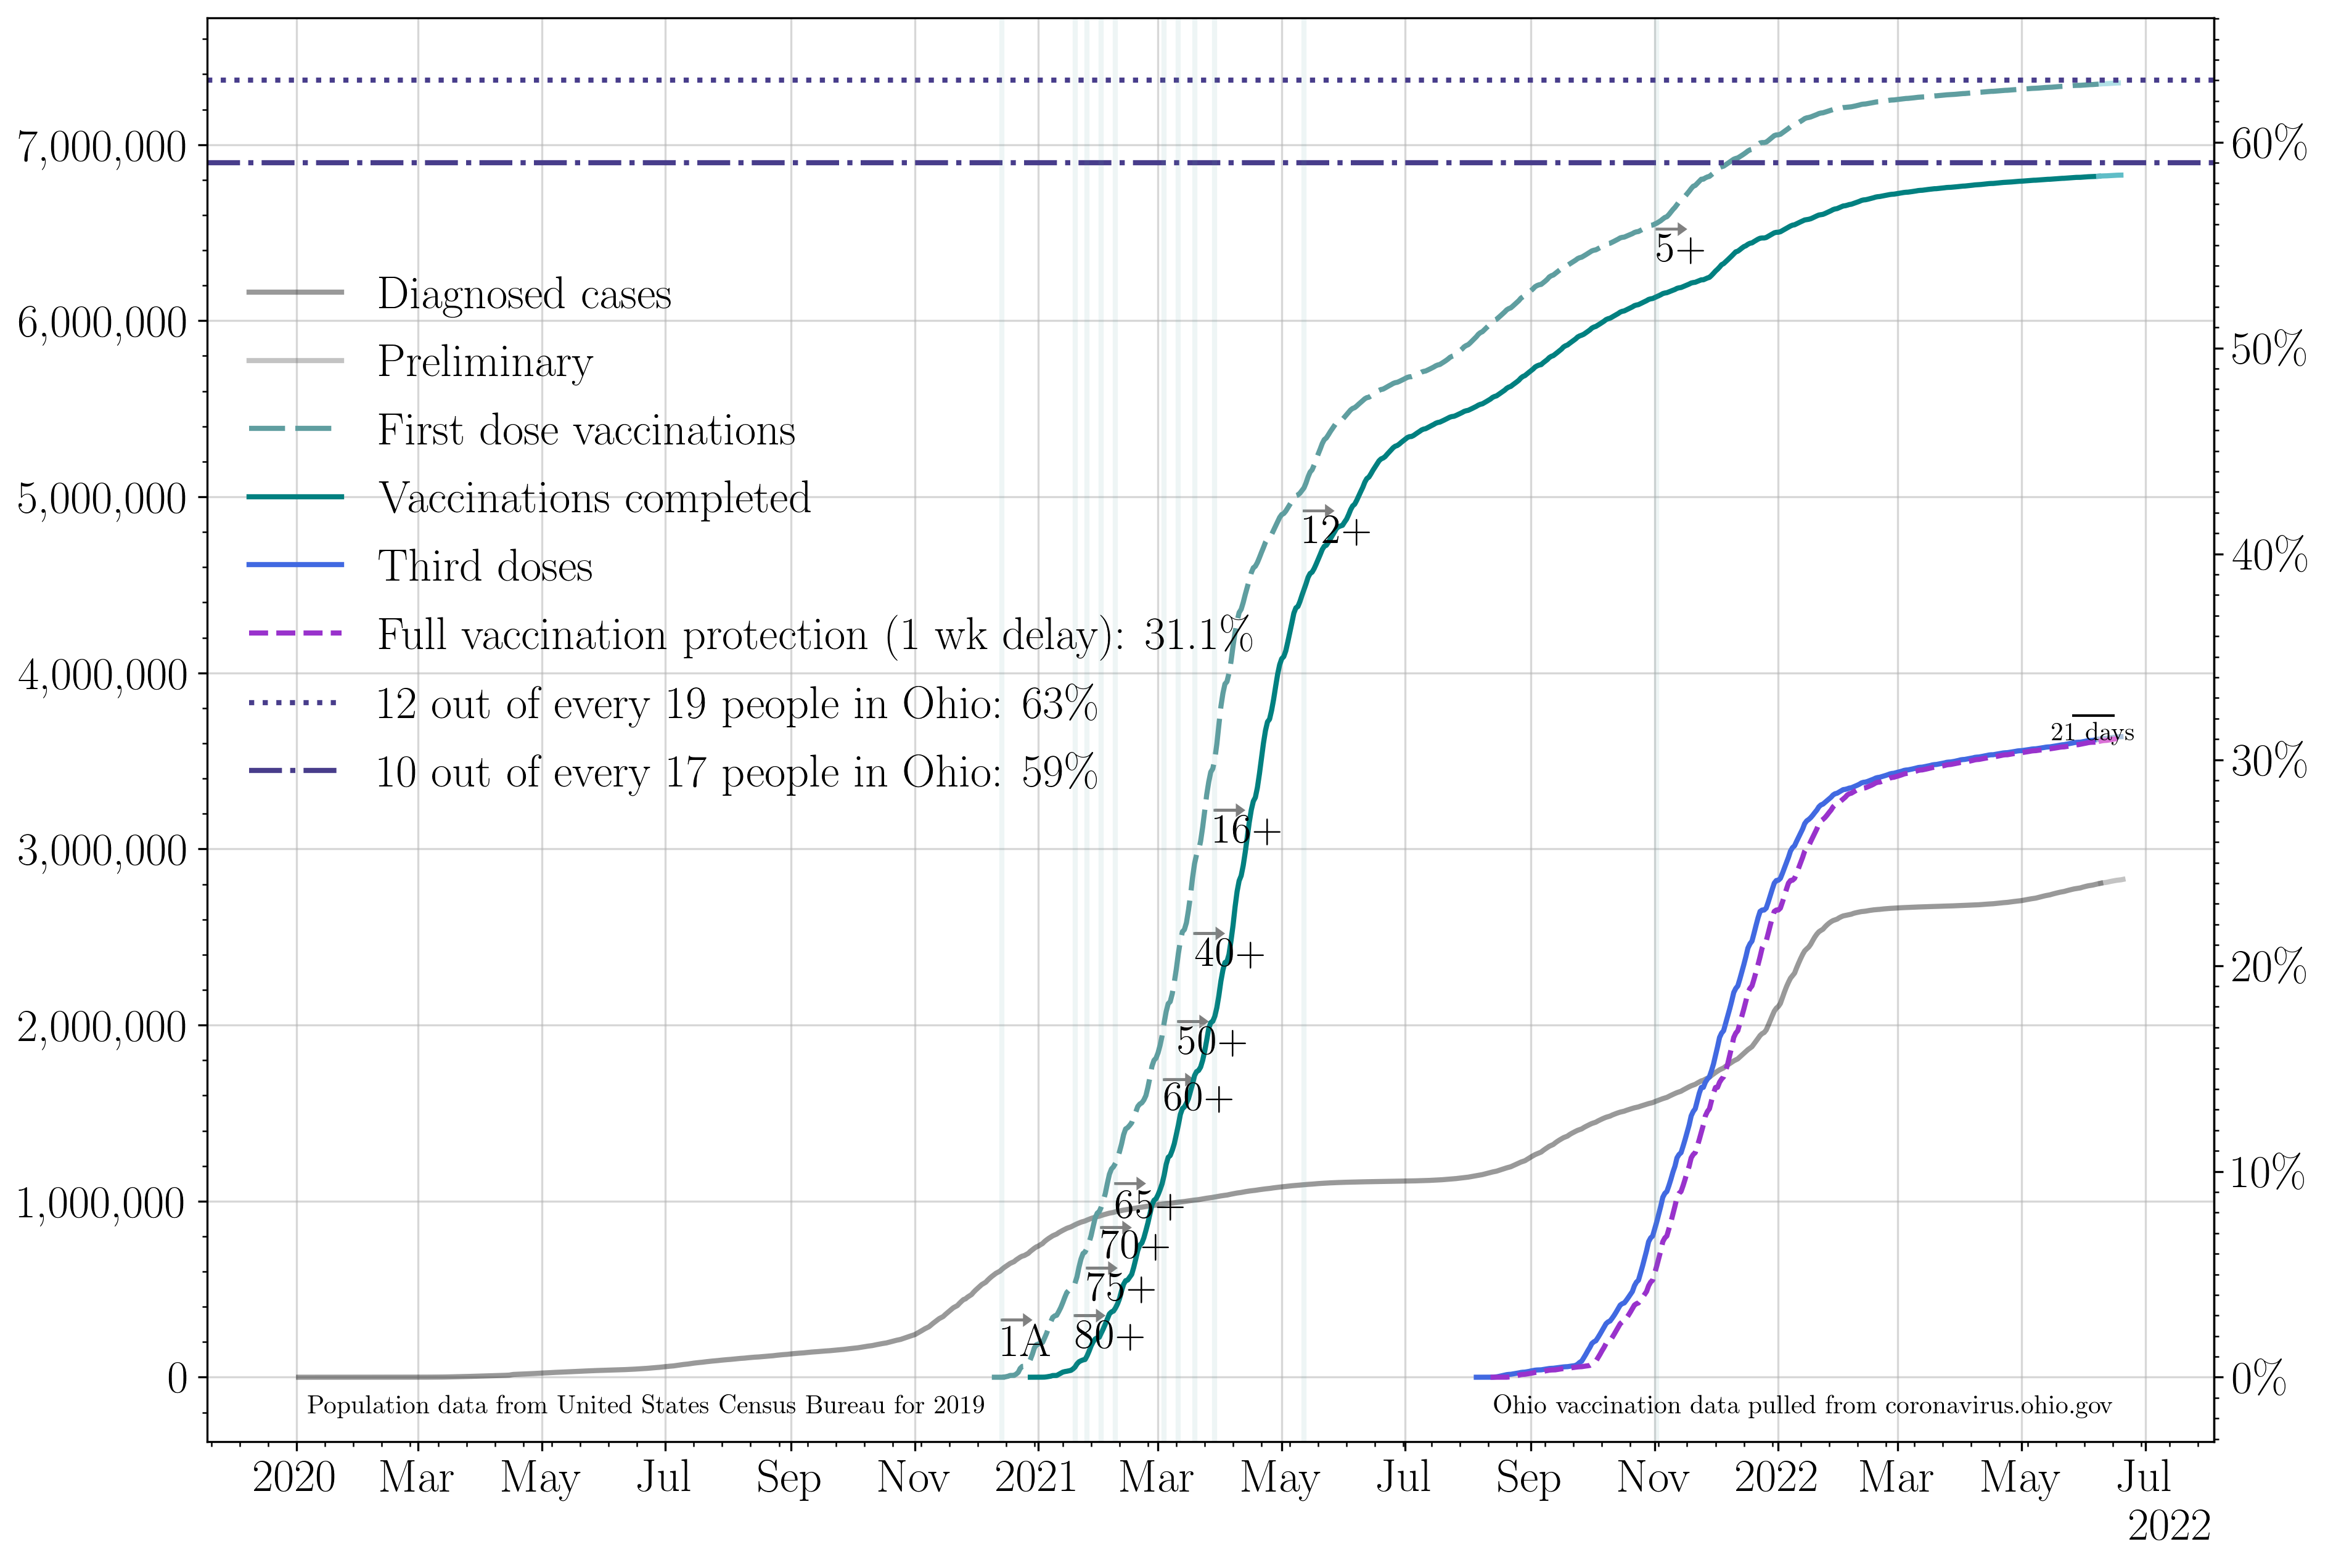 7,000,000
6,000,000
5,000,000
4,000,000
3,000,000
2,000,000
1,000,000
0
Diagnosed cases
Preliminary
First dose vaccinations
Vaccinations completed
Third doses
Full vaccination protection (1 wk delay): 31.1%
12 out of every 19 people in Ohio: 63%
10 out of every 17 people in Ohio: 59%
5+
12+
16+
40+
50+
60+
65+
70+
75+
80+
1A
21 days
60%
50%
40%
30%
20%
10%
0%
Population data from United States Census Bureau for 2019
Ohio vaccination data pulled from coronavirus.ohio.gov
2020 Mar May Jul Sep Nov 2021 Mar May Jul Sep Nov 2022 Mar May Jul
2022